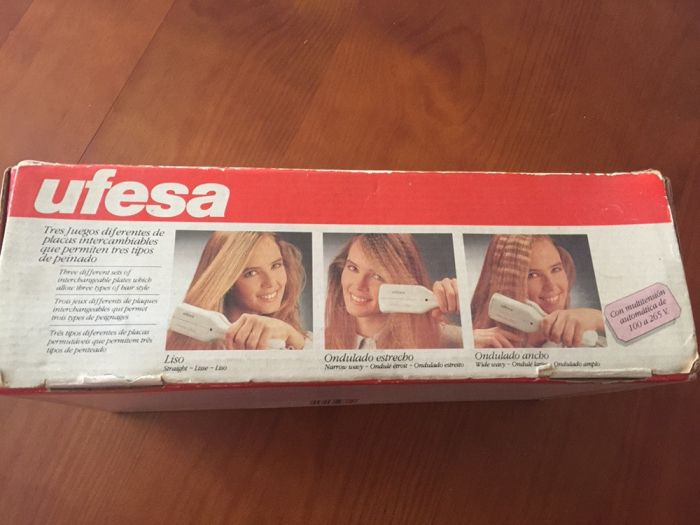 ufesa
Tres Juegos diferentes de
placas intercambiables
que permiten tres tipos
de peinado
Three different sets of
interchangeable plates which
allow three types of hair style
Trois jeux différents de plaques
interchangeables qui permet
trois types de peignages
Três tipos diferentes de placas
permutáveis que permitem três
tipos de penteado
Liso
Straight - Lisse - Liso
Ondulado estrecho
Narrow wavy - Ondulé étroit - Ondulado estreito
Ondulado ancho
Wide wavy - Ondulé large - Ondulado amplo
Con multitensión
automática de
100 a 265 V.